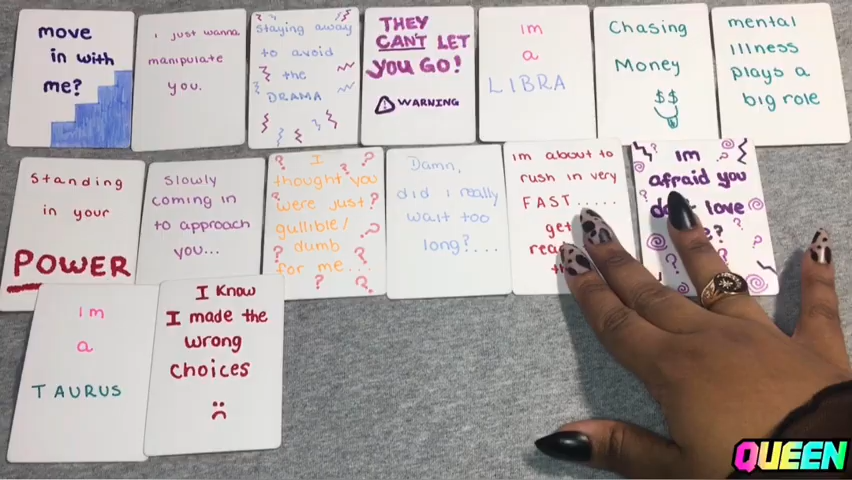 move
in with
me?
I just wanna
manipulate
you.
Staying away
to avoid
the
DRAMA
THEY
CAN'T LET
YOU GO!
WARNING
Im
a
LIBRA
Chasing
Money
$$
mental
Illness
plays a
big role
Standing
in your
POWER
Slowly
coming in
to approach
you...
I
thought you
were just
gullible/
dumb
for me...
Damn,
did I really
wait too
long?...
Im about to
rush in very
FAST.....
get
Im
afraid you
love
?
Im
a
TAURUS
I Know
I made the
wrong
choices
QUEEN